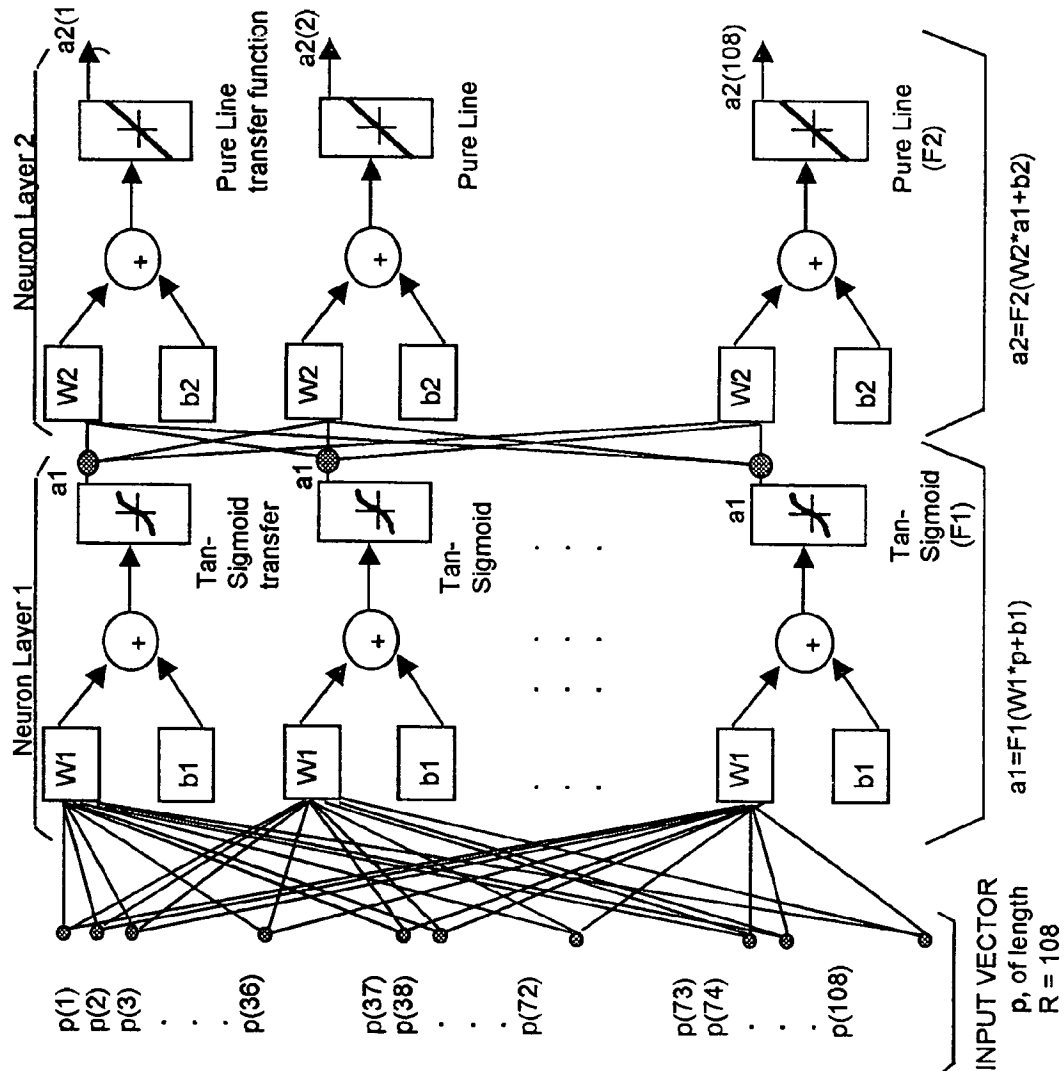 Neuron Layer 1
Neuron Layer 2
p(1)
p(2)
p(3)
. . . .
p(36)
p(37)
p(38)
. . .
p(72)
p(73)
p(74)
. . .
p(108)
INPUT VECTOR
p, of length
R = 108
W1
b1
+
Tan-
Sigmoid
transfer
a1
W1
b1
+
Tan-
Sigmoid
a1
. . .
. . .
. . .
. . .
W1
b1
+
Tan-
Sigmoid
(F1)
a1
a1=F1(W1*p+b1)
W2
b2
+
Pure Line
transfer function
a2(1)
W2
b2
+
Pure Line
a2(2)
W2
b2
+
Pure Line
(F2)
a2(108)
a2=F2(W2*a1+b2)